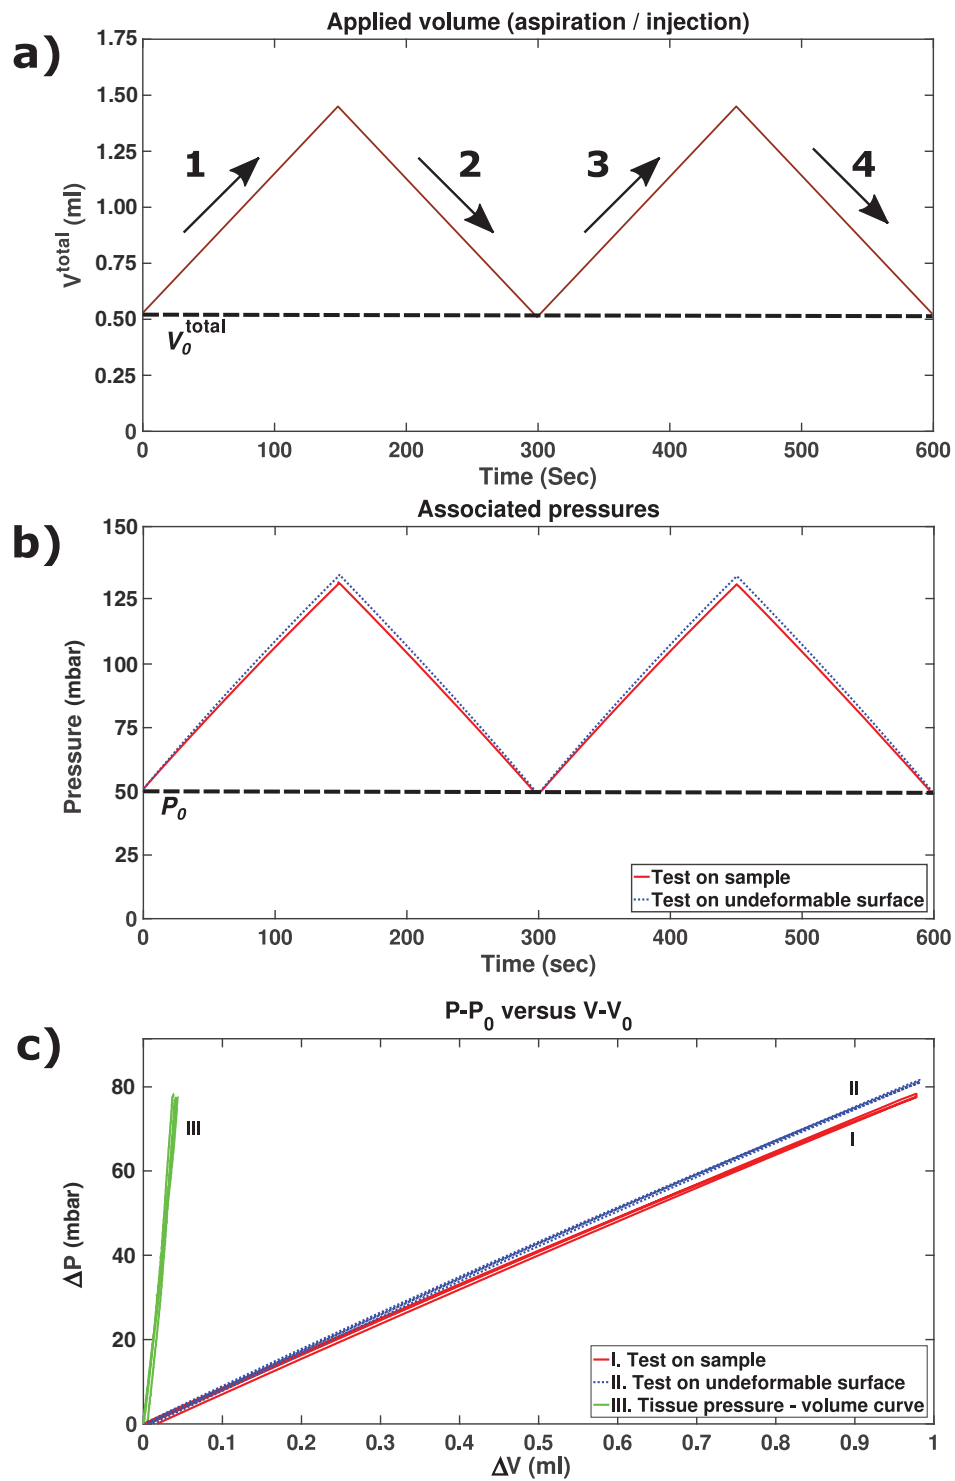 Applied volume (aspiration / injection)
a)
1.75
1.50
1.25
1.00
0.75
0.50
0.25
0
V^total (ml)
1
2
3
4
V_0^total
0 100 200 300 400 500 600
Time (Sec)
Associated pressures
b)
150
125
100
75
50
25
0
Pressure (mbar)
P_0
Test on sample
Test on undeformable surface
0 100 200 300 400 500 600
Time (sec)
P-P_0 versus V-V_0
c)
80
60
40
20
0
ΔP (mbar)
III
II
I
I. Test on sample
II. Test on undeformable surface
III. Tissue pressure - volume curve
0 0.1 0.2 0.3 0.4 0.5 0.6 0.7 0.8 0.9 1
ΔV (ml)